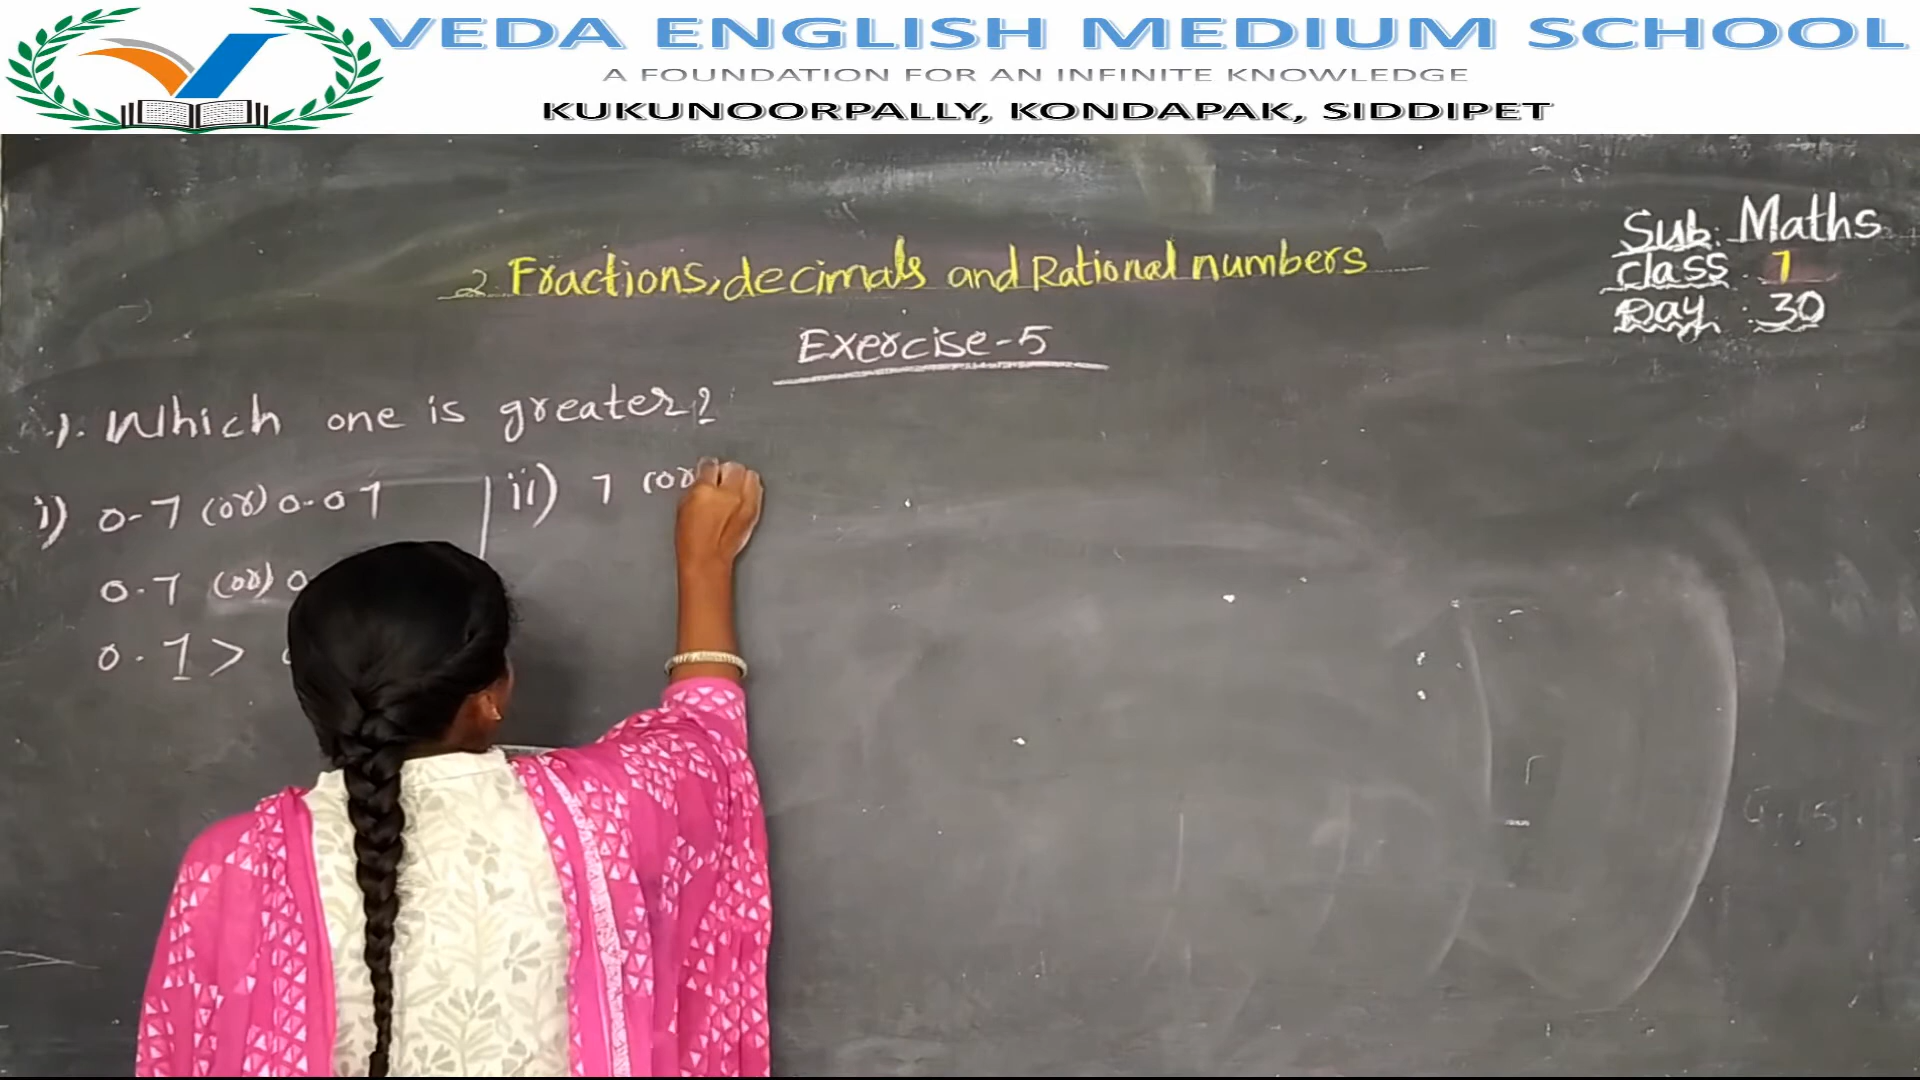 VEDA ENGLISH MEDIUM SCHOOL
A FOUNDATION FOR AN INFINITE KNOWLEDGE
KUKUNOORPALLY, KONDAPAK, SIDDIPET
Sub: Maths
class : 7
Day : 30
2. Fractions, decimals and Rational numbers
Exercise-5
1. Which one is greater?
i) 0.7 (or) 0.07
ii) 7 (or
0.7 (or) 0
0.7 >